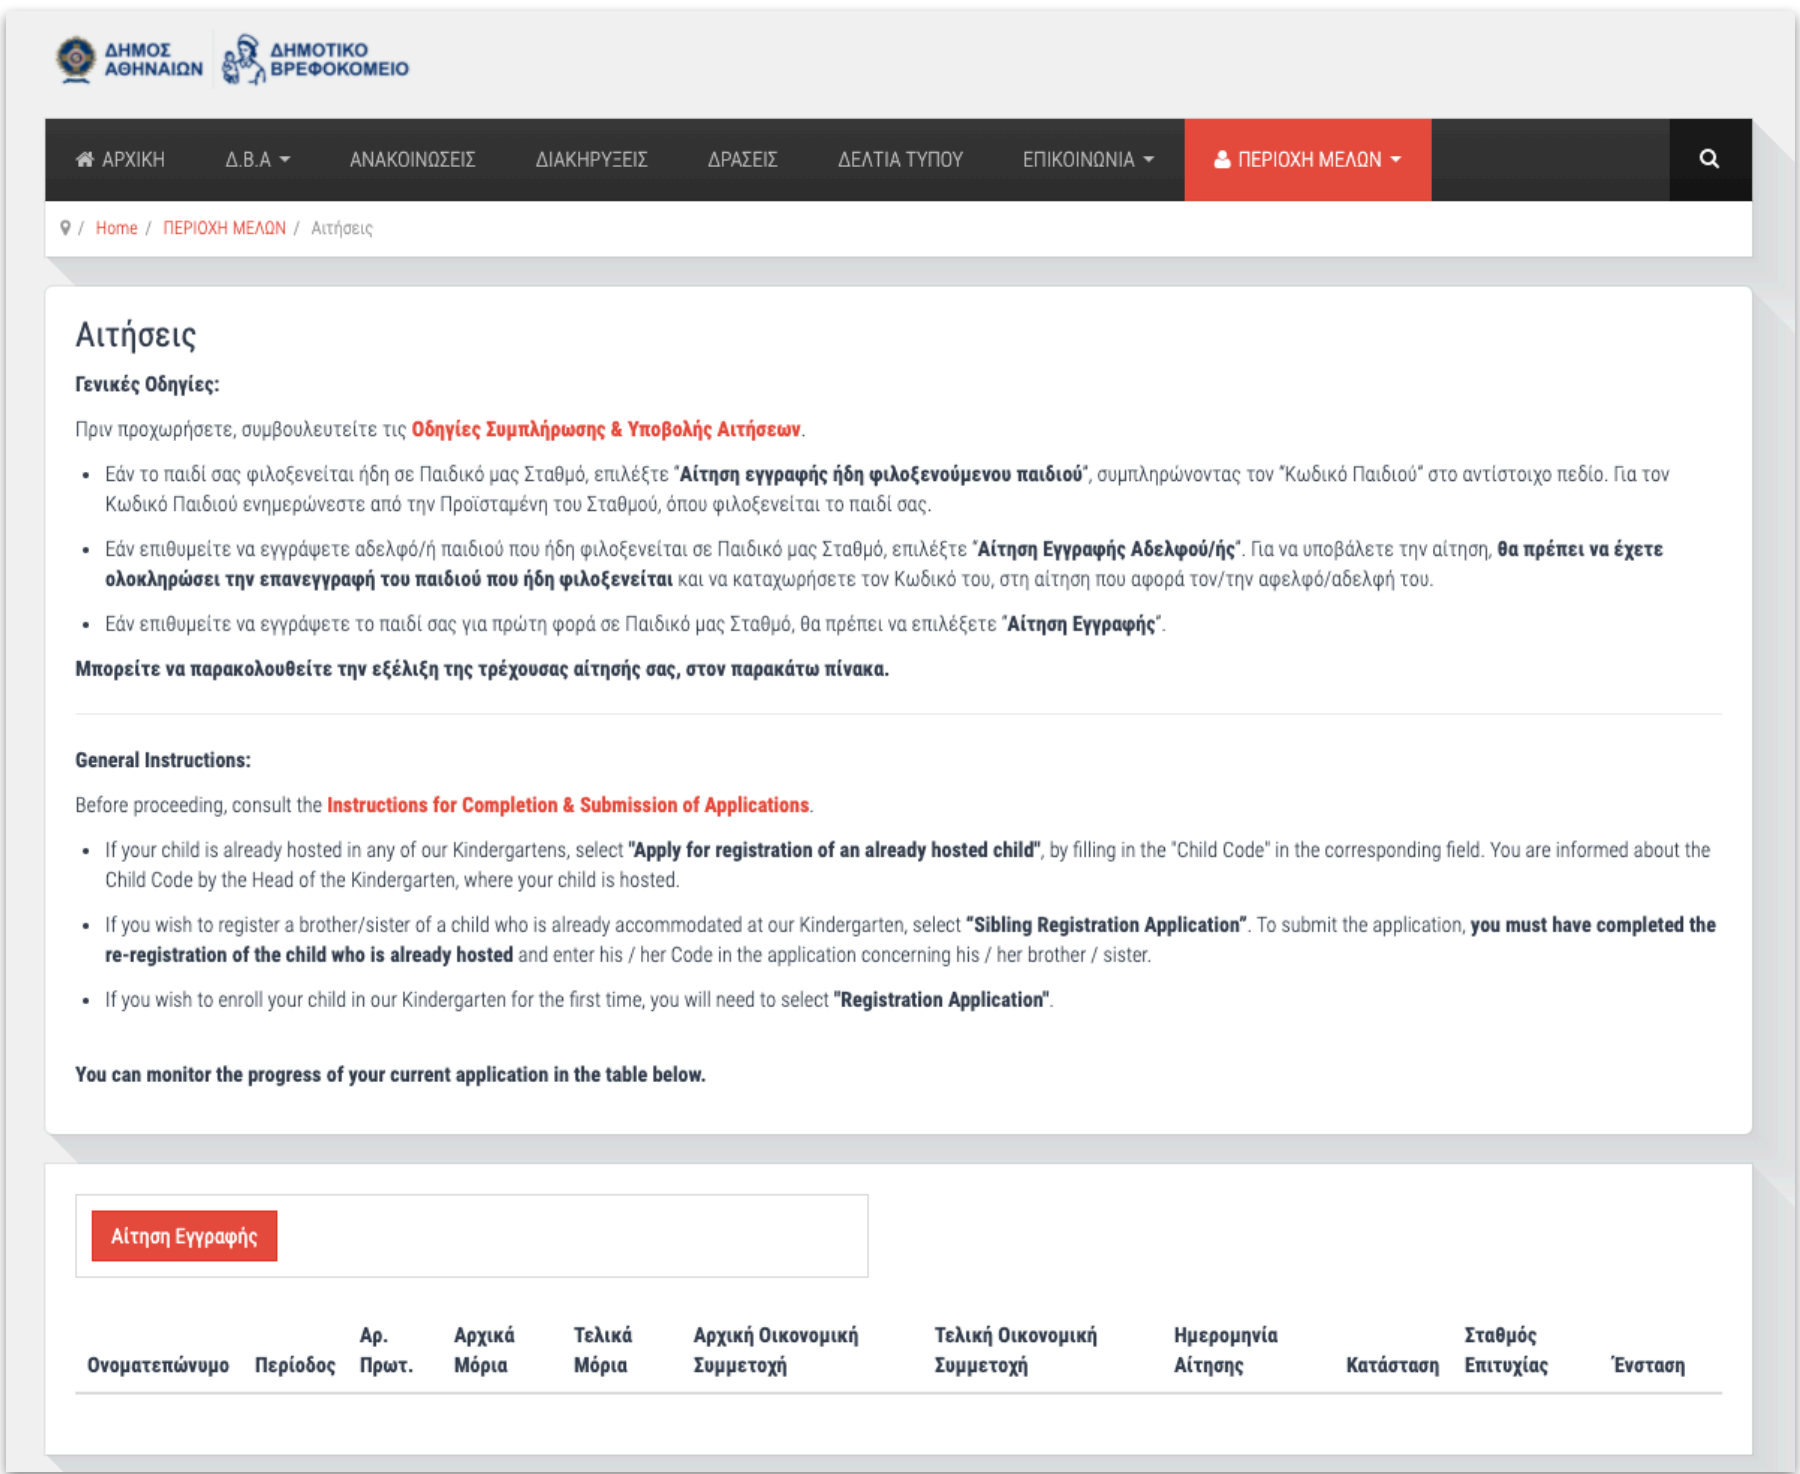 ΔΗΜΟΣ
ΑΘΗΝΑΙΩΝ
ΔΗΜΟΤΙΚΟ
ΒΡΕΦΟΚΟΜΕΙΟ
ΑΡΧΙΚΗ Δ.Β.Α ΑΝΑΚΟΙΝΩΣΕΙΣ ΔΙΑΚΗΡΥΞΕΙΣ ΔΡΑΣΕΙΣ ΔΕΛΤΙΑ ΤΥΠΟΥ ΕΠΙΚΟΙΝΩΝΙΑ ΠΕΡΙΟΧΗ ΜΕΛΩΝ
/ Home / ΠΕΡΙΟΧΗ ΜΕΛΩΝ / Αιτήσεις
Αιτήσεις
Γενικές Οδηγίες:
Πριν προχωρήσετε, συμβουλευτείτε τις Οδηγίες Συμπλήρωσης & Υποβολής Αιτήσεων.
• Εάν το παιδί σας φιλοξενείται ήδη σε Παιδικό μας Σταθμό, επιλέξτε "Αίτηση εγγραφής ήδη φιλοξενούμενου παιδιού", συμπληρώνοντας τον "Κωδικό Παιδιού" στο αντίστοιχο πεδίο. Για τον
Κωδικό Παιδιού ενημερώνεστε από την Προϊσταμένη του Σταθμού, όπου φιλοξενείται το παιδί σας.
• Εάν επιθυμείτε να εγγράψετε αδελφό/ή παιδιού που ήδη φιλοξενείται σε Παιδικό μας Σταθμό, επιλέξτε "Αίτηση Εγγραφής Αδελφού/ής". Για να υποβάλετε την αίτηση, θα πρέπει να έχετε
ολοκληρώσει την επανεγγραφή του παιδιού που ήδη φιλοξενείται και να καταχωρήσετε τον Κωδικό του, στη αίτηση που αφορά τον/την αφελφό/αδελφή του.
• Εάν επιθυμείτε να εγγράψετε το παιδί σας για πρώτη φορά σε Παιδικό μας Σταθμό, θα πρέπει να επιλέξετε "Αίτηση Εγγραφής".
Μπορείτε να παρακολουθείτε την εξέλιξη της τρέχουσας αίτησής σας, στον παρακάτω πίνακα.
General Instructions:
Before proceeding, consult the Instructions for Completion & Submission of Applications.
• If your child is already hosted in any of our Kindergartens, select "Apply for registration of an already hosted child", by filling in the "Child Code" in the corresponding field. You are informed about the
Child Code by the Head of the Kindergarten, where your child is hosted.
• If you wish to register a brother/sister of a child who is already accommodated at our Kindergarten, select "Sibling Registration Application". To submit the application, you must have completed the
re-registration of the child who is already hosted and enter his / her Code in the application concerning his / her brother / sister.
• If you wish to enroll your child in our Kindergarten for the first time, you will need to select "Registration Application".
You can monitor the progress of your current application in the table below.
Αίτηση Εγγραφής
Ονοματεπώνυμο Περίοδος Αρ. Πρωτ. Αρχικά Μόρια Τελικά Μόρια Αρχική Οικονομική Συμμετοχή Τελική Οικονομική Συμμετοχή Ημερομηνία Αίτησης Κατάσταση Σταθμός Επιτυχίας Ένσταση